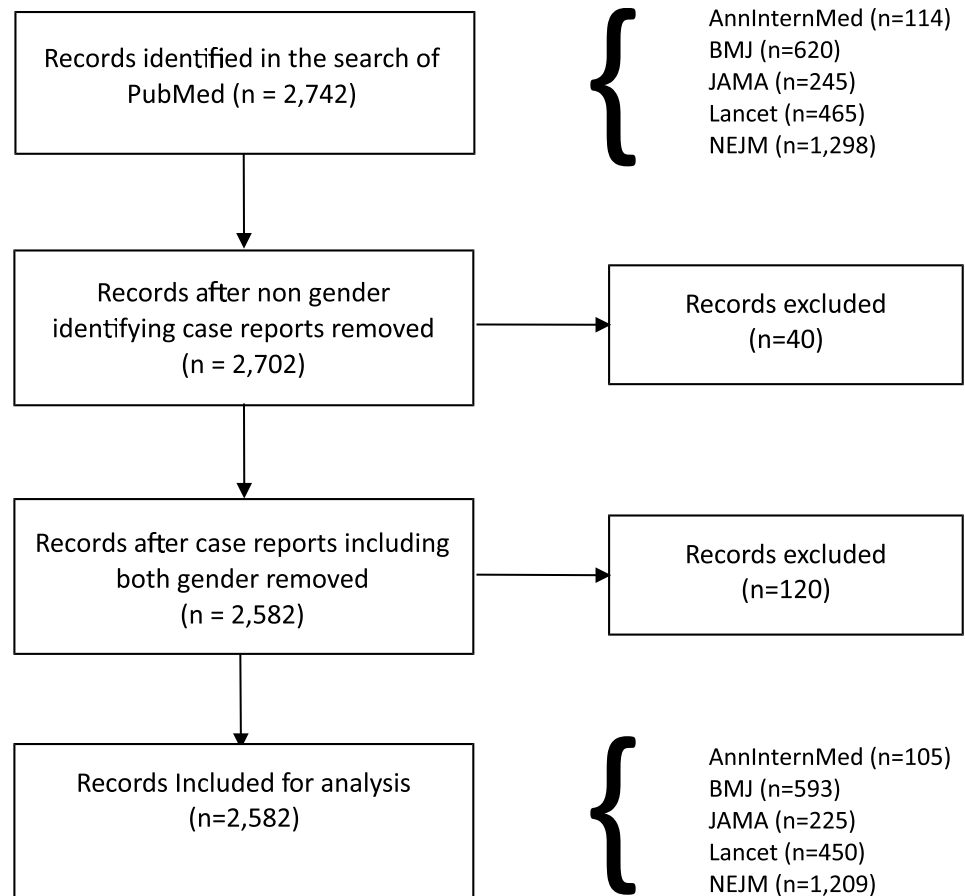 Records identified in the search of
PubMed (n = 2,742)
AnnInternMed (n=114)
BMJ (n=620)
JAMA (n=245)
Lancet (n=465)
NEJM (n=1,298)
{
Records after non gender
identifying case reports removed
(n = 2,702)
Records excluded
(n=40)
Records after case reports including
both gender removed
(n = 2,582)
Records excluded
(n=120)
Records Included for analysis
(n=2,582)
{
AnnInternMed (n=105)
BMJ (n=593)
JAMA (n=225)
Lancet (n=450)
NEJM (n=1,209)